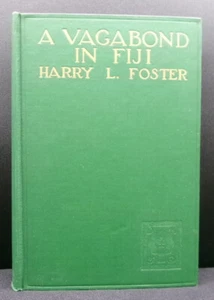 A VAGABOND
IN FIJI
HARRY L. FOSTER